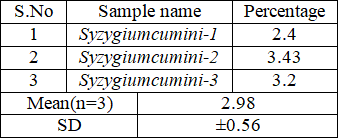 S.No Sample name Percentage
1 Syzygiumcumini-1 2.4
2 Syzygiumcumini-2 3.43
3 Syzygiumcumini-3 3.2
Mean(n=3) 2.98
SD ±0.56